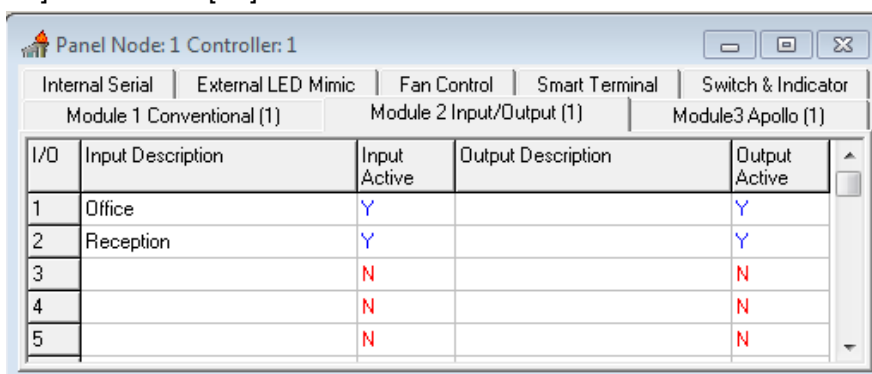 Panel Node: 1 Controller: 1
Internal Serial External LED Mimic Fan Control Smart Terminal Switch & Indicator
Module 1 Conventional (1) Module 2 Input/Output (1) Module3 Apollo (1)
I/O Input Description Input Active Output Description Output Active
1 Office Y Y
2 Reception Y Y
3 N N
4 N N
5 N N